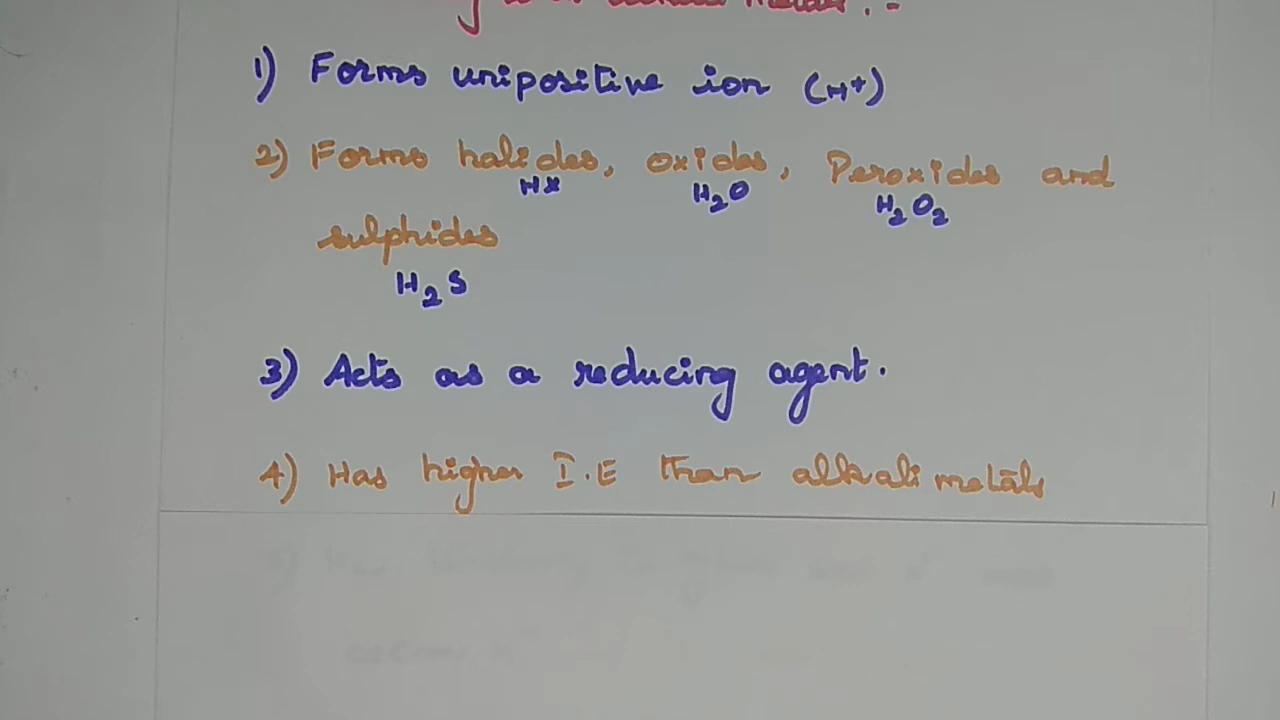 1) Forms unipositive ion (H+)
2) Forms halides, oxides, Peroxides and
HX H₂O H₂O₂
sulphides
H₂S
3) Acts as a reducing agent.
4) Has higher I.E than alkali metals